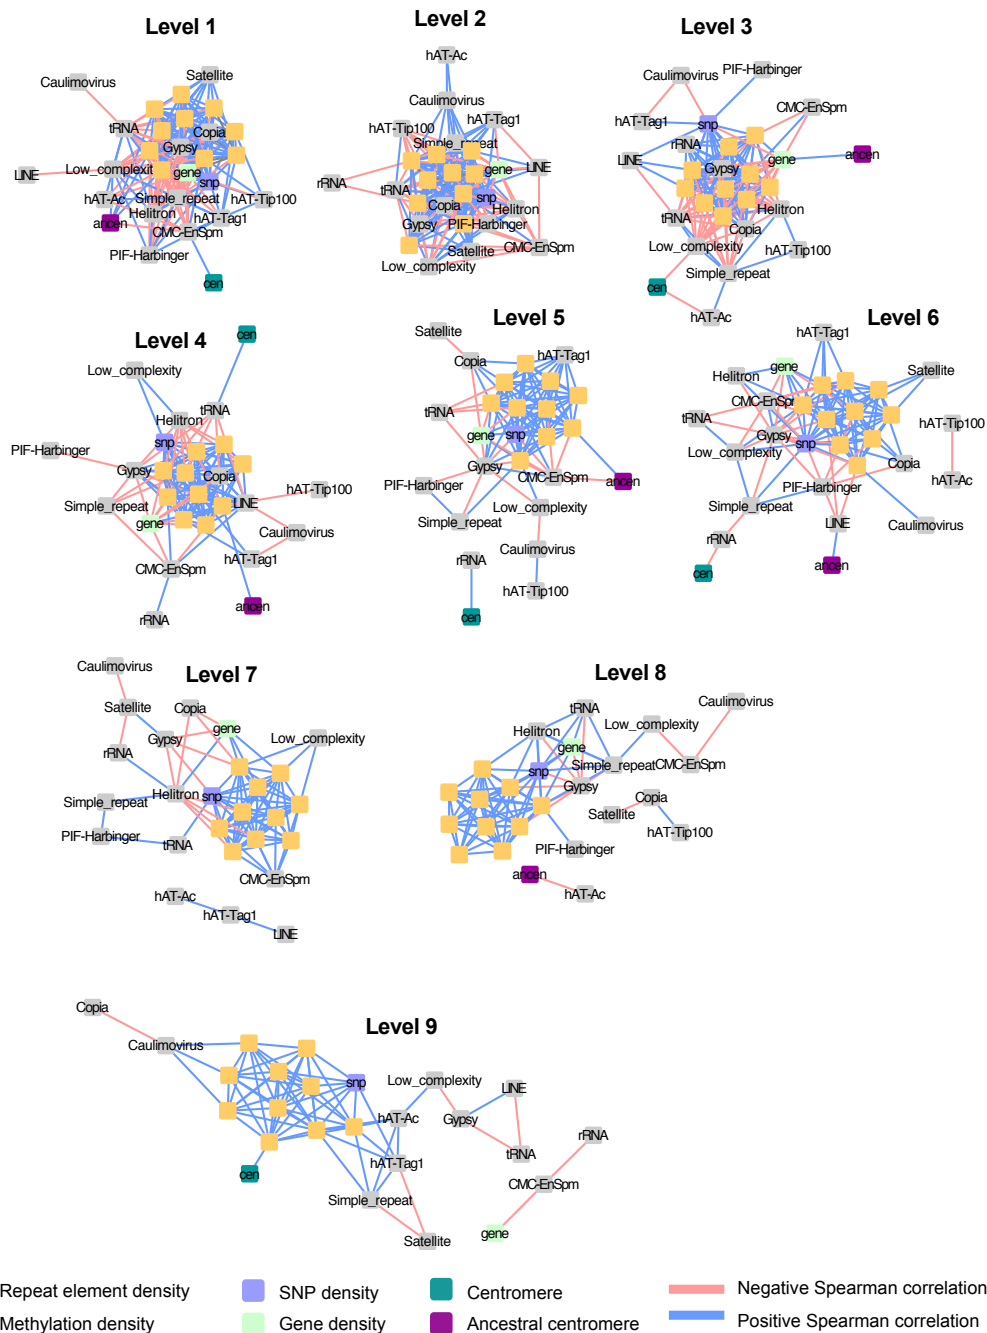 Level 1
Satellite
Caulimovirus
tRNA
Copia
Gypsy
LINE
Low_complexit
gene
snp
hAT-Ac
Simple_repeat
hAT-Tip100
Helitron
hAT-Tag1
ancen
CMC-EnSpm
PIF-Harbinger
cen
Level 2
hAT-Ac
Caulimovirus
hAT-Tip100
hAT-Tag1
Simple_repeat
LINE
gene
rRNA
tRNA
snp
Copia
Helitron
Gypsy
PIF-Harbinger
CMC-EnSpm
Satellite
Low_complexity
Level 3
Caulimovirus
PIF-Harbinger
CMC-EnSpm
hAT-Tag1
snp
rRNA
LINE
gene
ancen
Gypsy
tRNA
Helitron
Copia
Low_complexity
hAT-Tip100
Simple_repeat
cen
hAT-Ac
Level 4
cen
Low_complexity
tRNA
Helitron
snp
PIF-Harbinger
Gypsy
Copia
hAT-Tip100
Simple_repeat
LINE
gene
Caulimovirus
hAT-Tag1
CMC-EnSpm
ancen
rRNA
Level 5
Satellite
Copia
hAT-Tag1
tRNA
gene
snp
Gypsy
PIF-Harbinger
CMC-EnSpm
ancen
Low_complexity
Simple_repeat
Caulimovirus
rRNA
hAT-Tip100
cen
Level 6
hAT-Tag1
gene
Helitron
Satellite
CMC-EnSpr
tRNA
hAT-Tip100
Gypsy
snp
Low_complexity
Copia
hAT-Ac
PIF-Harbinger
Simple_repeat
LINE
Caulimovirus
rRNA
cen
ancen
Level 7
Caulimovirus
Satellite
Copia
gene
Gypsy
Low_complexity
rRNA
Helitron
snp
Simple_repeat
PIF-Harbinger
tRNA
CMC-EnSpm
hAT-Ac
hAT-Tag1
LINE
Level 8
tRNA
Caulimovirus
Helitron
Low_complexity
gene
snp
Simple_repeat
CMC-EnSpm
Gypsy
Copia
Satellite
hAT-Tip100
PIF-Harbinger
ancen
hAT-Ac
Level 9
Copia
Caulimovirus
snp
Low_complexity
LINE
hAT-Ac
Gypsy
rRNA
tRNA
cen
hAT-Tag1
CMC-EnSpm
Simple_repeat
gene
Satellite
Repeat element density
SNP density
Centromere
Negative Spearman correlation
Methylation density
Gene density
Ancestral centromere
Positive Spearman correlation